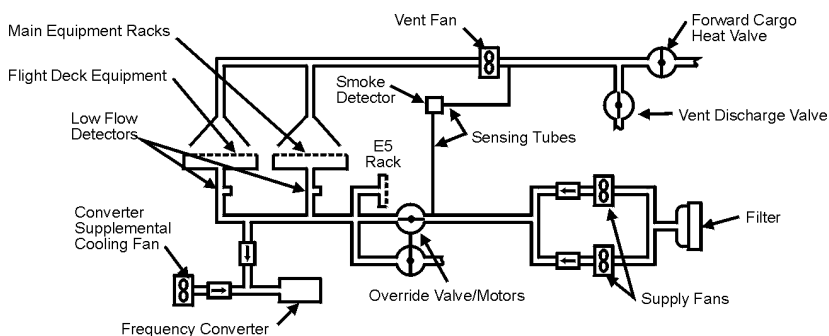 Main Equipment Racks
Vent Fan
Forward Cargo
Heat Valve
Flight Deck Equipment
Smoke
Detector
Low Flow
Detectors
Sensing Tubes
Vent Discharge Valve
E5
Rack
Converter
Supplemental
Cooling Fan
Filter
Override Valve/Motors
Supply Fans
Frequency Converter